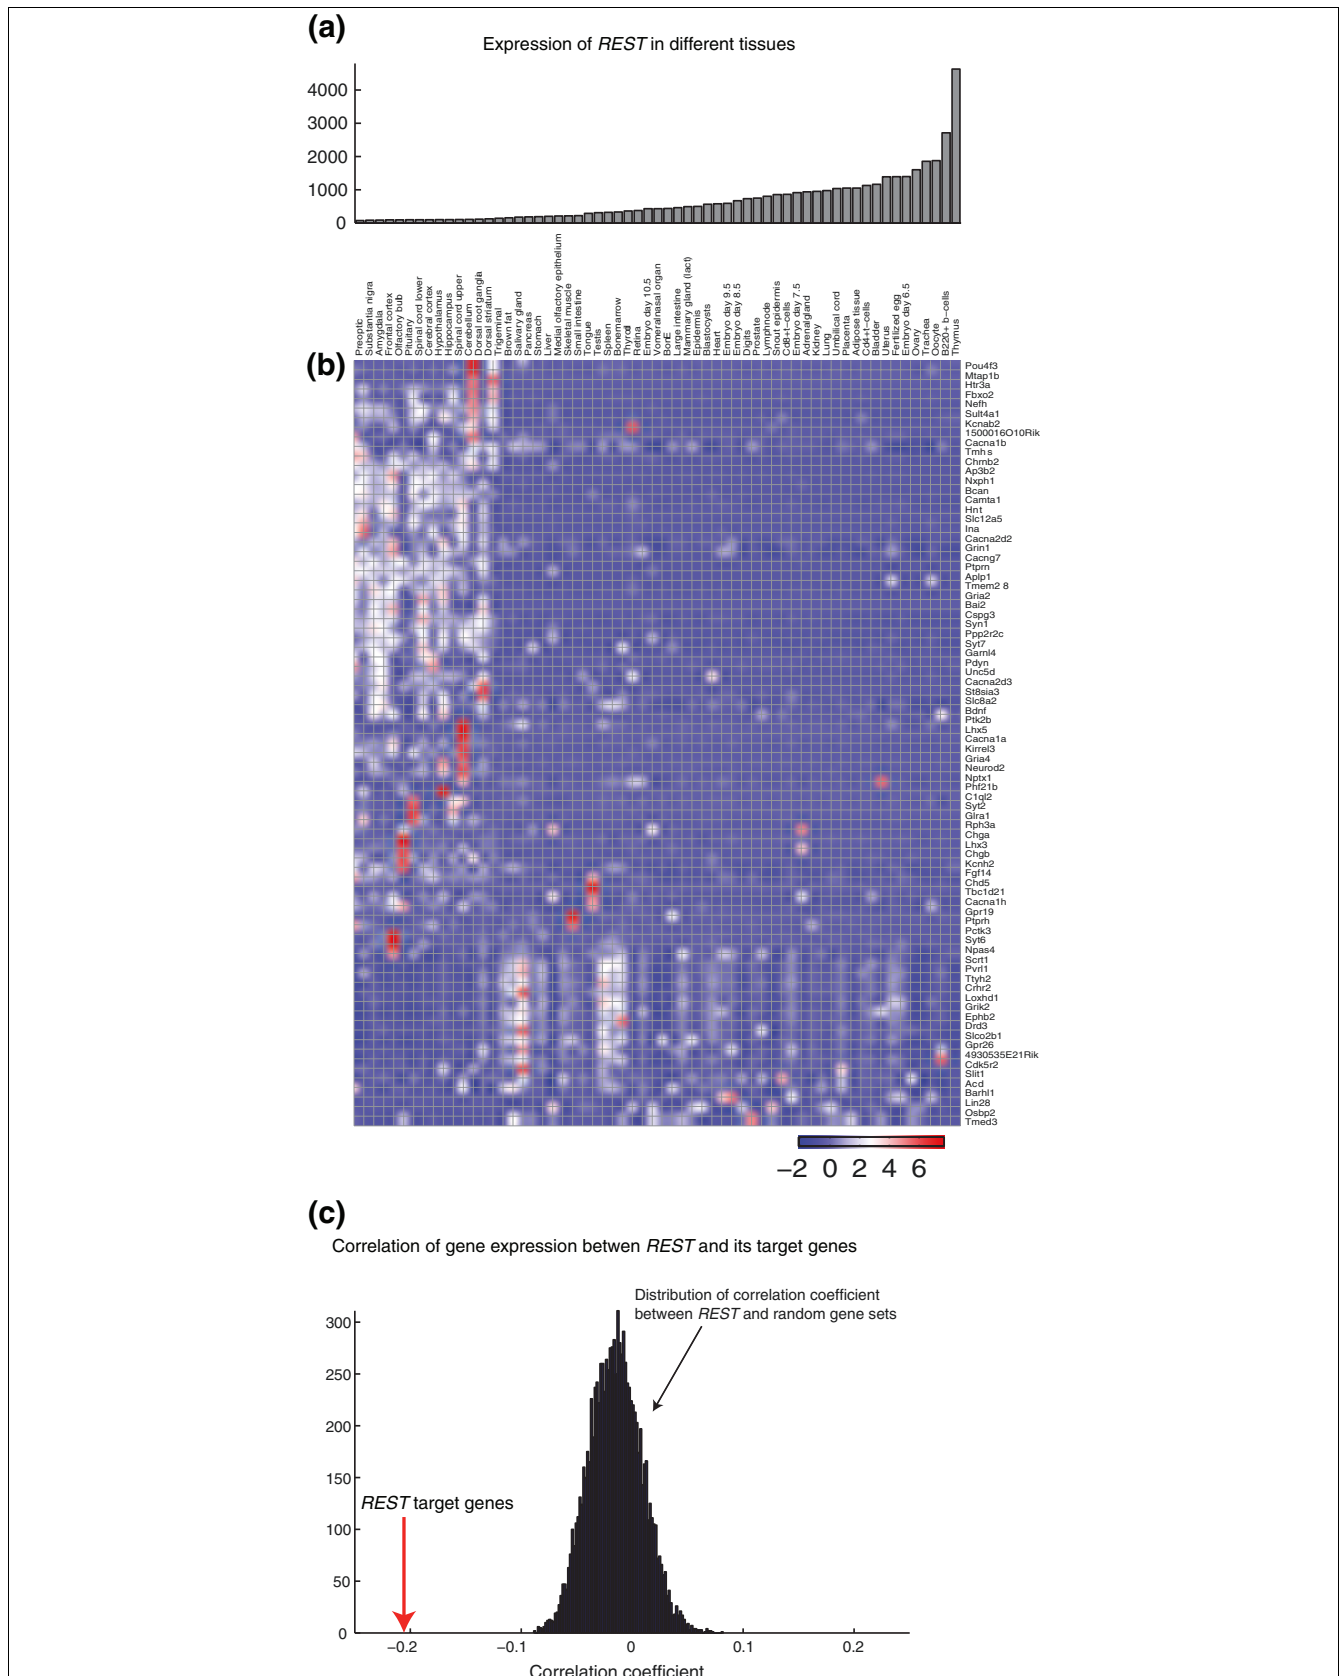 (a)
Expression of REST in different tissues
4000
3000
2000
1000
0
Preoptic
Substantia nigra
Amygdala
Frontal cortex
Olfactory bub
Pituitary
Spinal cord lower
Cerebral cortex
Hypothalamus
Hippocampus
Spinal cord upper
Cerebellum
Dorsal root ganglia
Dorsal striatum
Trigeminal
Brown fat
Salivary gland
Pancreas
Stomach
Liver
Medial olfactory epithelium
Skeletal muscle
Small intestine
Tongue
Testis
Spleen
Bonemarrow
Thyroid
Retina
Embryo day 10.5
Vomeralnasal organ
BonE
Large intestine
Mammary gland (lact)
Epidermis
Blastocysts
Heart
Embryo day 9.5
Embryo day 8.5
Digits
Prostate
Lymphnode
Snout epidermis
Cd8+t-cells
Embryo day 7.5
Adrenalgland
Kidney
Lung
Umbilical cord
Placenta
Adipose tissue
Cd4+t-cells
Bladder
Uterus
Fertilized egg
Embryo day 6.5
Ovary
Trachea
Oocyte
B220+ b-cells
Thymus
(b)
Pou4f3
Mtap1b
Htr3a
Fbxo2
Nefh
Sult4a1
Kcnab2
1500016O10Rik
Cacna1b
Tmhs
Chrnb2
Ap3b2
Nxph1
Bcan
Camta1
Hnt
Slc12a5
Ina
Cacna2d2
Grin1
Cacng7
Ptprn
Aplp1
Tmem2 8
Gria2
Bai2
Cspg3
Syn1
Ppp2r2c
Syt7
Garnl4
Pdyn
Unc5d
Cacna2d3
St8sia3
Slc8a2
Bdnf
Ptk2b
Lhx5
Cacna1a
Kirrel3
Gria4
Neurod2
Nptx1
Phf21b
C1ql2
Syt2
Glra1
Rph3a
Chga
Lhx3
Chgb
Kcnh2
Fgf14
Chd5
Tbc1d21
Cacna1h
Gpr19
Ptprh
Pctk3
Syt6
Npas4
Scrt1
Pvrl1
Ttyh2
Crhr2
Loxhd1
Grik2
Ephb2
Drd3
Slco2b1
Gpr26
4930535E21Rik
Cdk5r2
Slit1
Acd
Barhl1
Lin28
Osbp2
Tmed3
−2 0 2 4 6
(c)
Correlation of gene expression betwen REST and its target genes
Distribution of correlation coefficient
between REST and random gene sets
300
250
200
150
100
50
0
REST target genes
−0.2 −0.1 0 0.1 0.2
Correlation coefficient